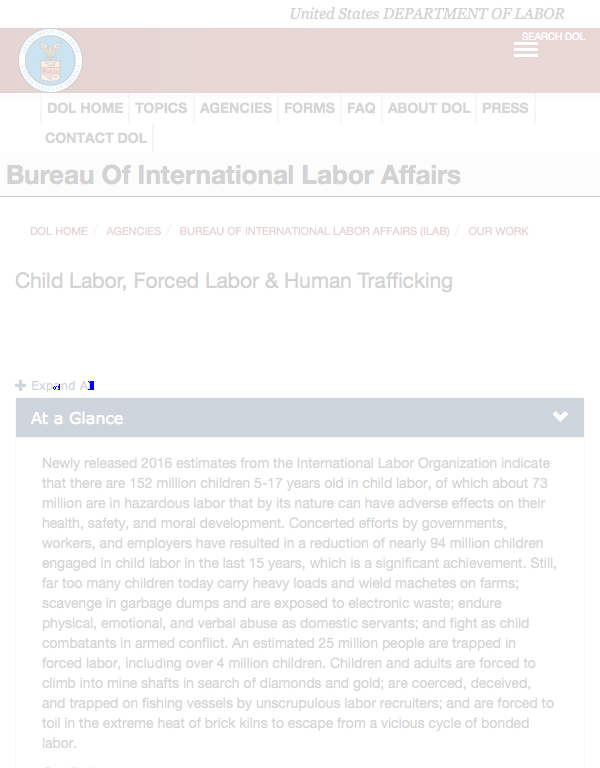 United States DEPARTMENT OF LABOR
SEARCH DOL
DOL HOME TOPICS AGENCIES FORMS FAQ ABOUT DOL PRESS
CONTACT DOL
Bureau Of International Labor Affairs
DOL HOME / AGENCIES / BUREAU OF INTERNATIONAL LABOR AFFAIRS (ILAB) / OUR WORK
Child Labor, Forced Labor & Human Trafficking
Expand
At a Glance
Newly released 2016 estimates from the International Labor Organization indicate
that there are 152 million children 5-17 years old in child labor, of which about 73
million are in hazardous labor that by its nature can have adverse effects on their
health, safety, and moral development. Concerted efforts by governments,
workers, and employers have resulted in a reduction of nearly 94 million children
engaged in child labor in the last 15 years, which is a significant achievement. Still,
far too many children today carry heavy loads and wield machetes on farms;
scavenge in garbage dumps and are exposed to electronic waste; endure
physical, emotional, and verbal abuse as domestic servants; and fight as child
combatants in armed conflict. An estimated 25 million people are trapped in
forced labor, including over 4 million children. Children and adults are forced to
climb into mine shafts in search of diamonds and gold; are coerced, deceived,
and trapped on fishing vessels by unscrupulous labor recruiters; and are forced to
toil in the extreme heat of brick kilns to escape from a vicious cycle of bonded
labor.